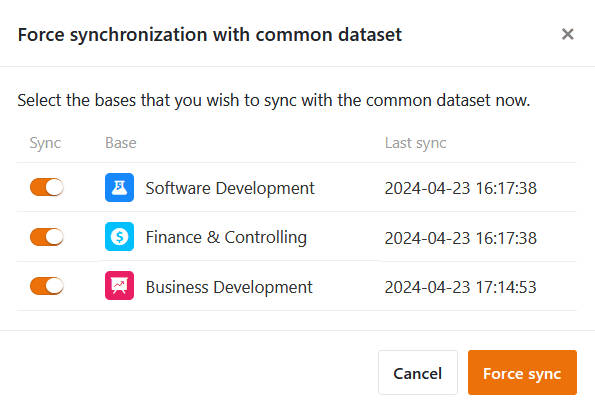 Force synchronization with common dataset
Select the bases that you wish to sync with the common dataset now.
Sync Base Last sync
Software Development 2024-04-23 16:17:38
Finance & Controlling 2024-04-23 16:17:38
Business Development 2024-04-23 17:14:53
Cancel Force sync